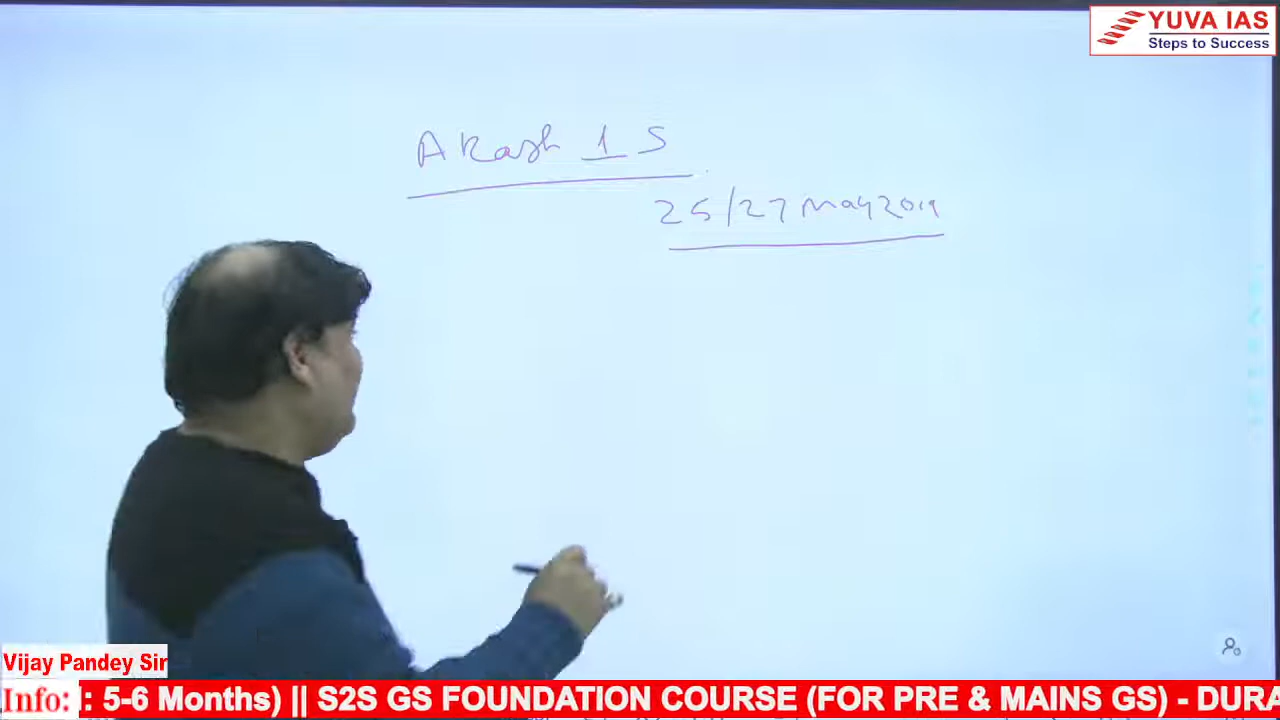 YUVA IAS
Steps to Success
AKash 1 S
25/27 May 2019
Vijay Pandey Sir
Info: : 5-6 Months) || S2S GS FOUNDATION COURSE (FOR PRE & MAINS GS) - DURA